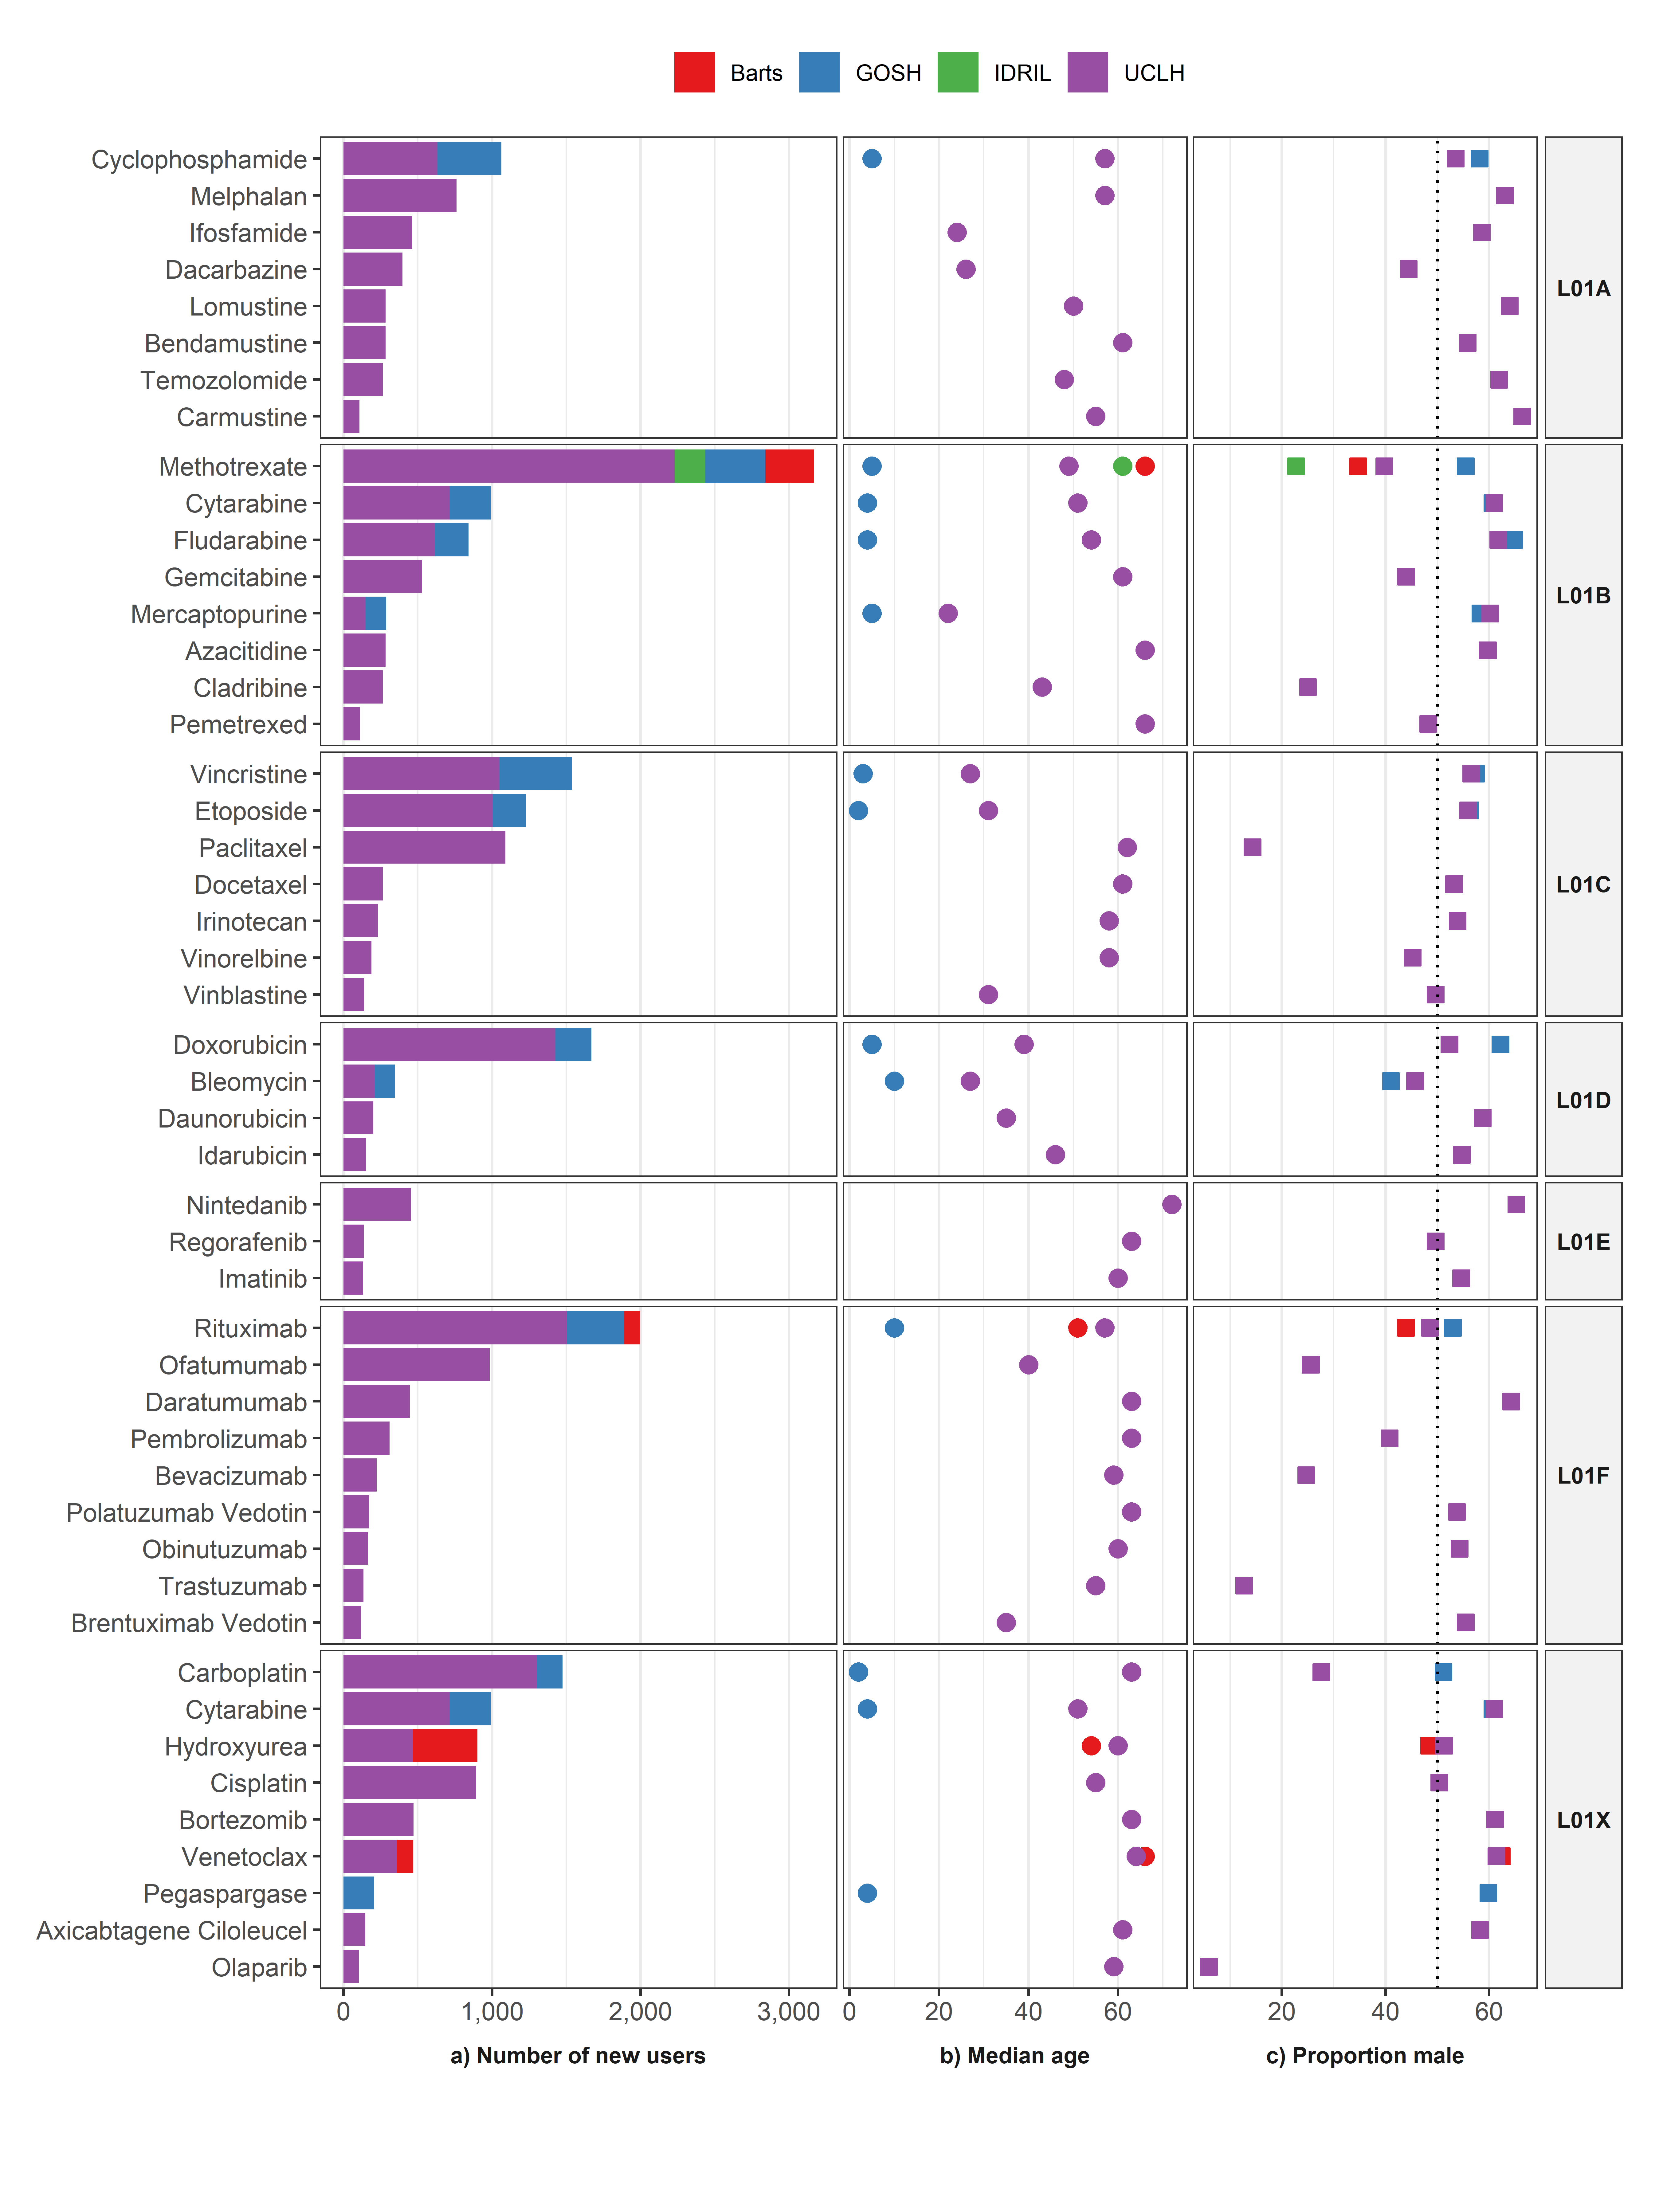 Barts GOSH IDRIL UCLH
Cyclophosphamide
Melphalan
Ifosfamide
Dacarbazine
Lomustine
Bendamustine
Temozolomide
Carmustine
L01A
Methotrexate
Cytarabine
Fludarabine
Gemcitabine
Mercaptopurine
Azacitidine
Cladribine
Pemetrexed
L01B
Vincristine
Etoposide
Paclitaxel
Docetaxel
Irinotecan
Vinorelbine
Vinblastine
L01C
Doxorubicin
Bleomycin
Daunorubicin
Idarubicin
L01D
Nintedanib
Regorafenib
Imatinib
L01E
Rituximab
Ofatumumab
Daratumumab
Pembrolizumab
Bevacizumab
Polatuzumab Vedotin
Obinutuzumab
Trastuzumab
Brentuximab Vedotin
L01F
Carboplatin
Cytarabine
Hydroxyurea
Cisplatin
Bortezomib
Venetoclax
Pegaspargase
Axicabtagene Ciloleucel
Olaparib
L01X
0 1,000 2,000 3,000 0 20 40 60 20 40 60
a) Number of new users b) Median age c) Proportion male